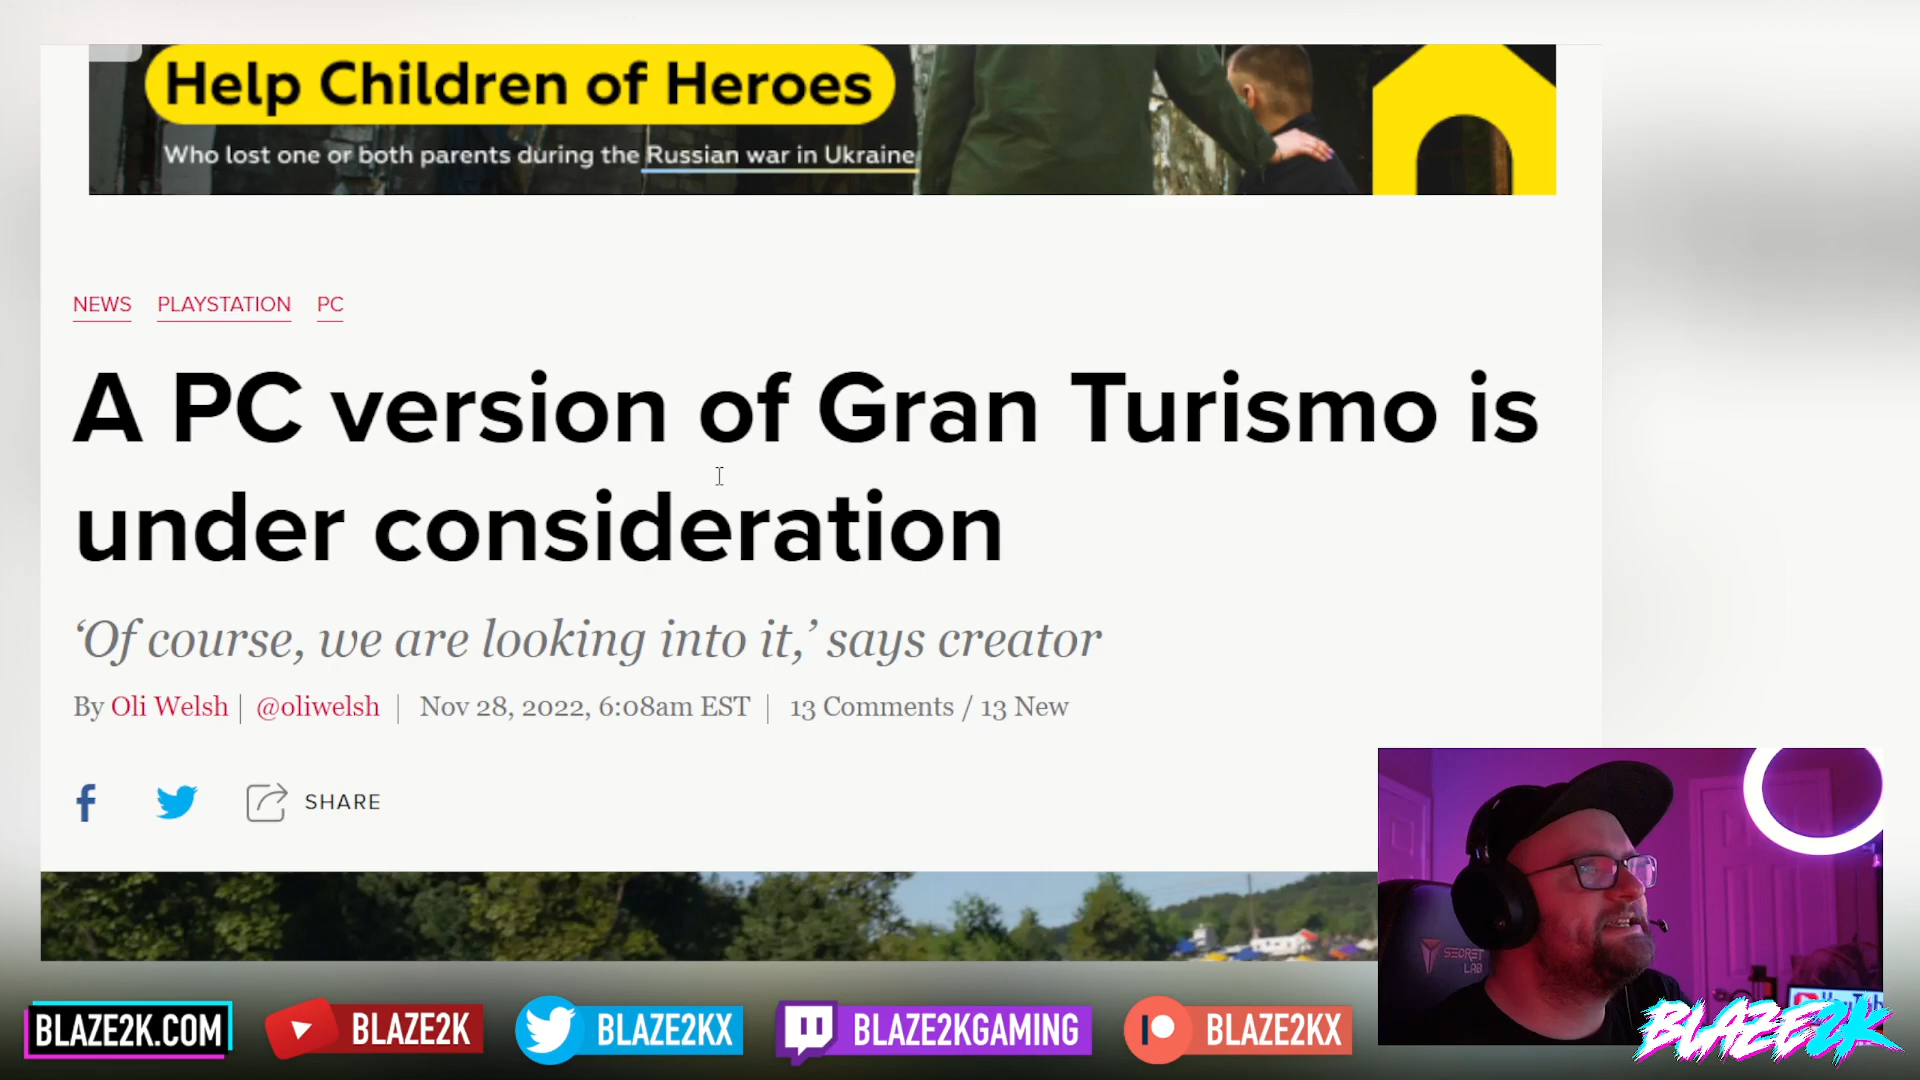 Help Children of Heroes
Who lost one or both parents during the Russian war in Ukraine
NEWS PLAYSTATION PC
A PC version of Gran Turismo is
under consideration
‘Of course, we are looking into it,’ says creator
By Oli Welsh | @oliwelsh | Nov 28, 2022, 6:08am EST | 13 Comments / 13 New
SHARE
SECRET
LAB
YouTub
BLAZE2K
BLAZE2K.COM
BLAZE2K
BLAZE2KX
BLAZE2KGAMING
BLAZE2KX